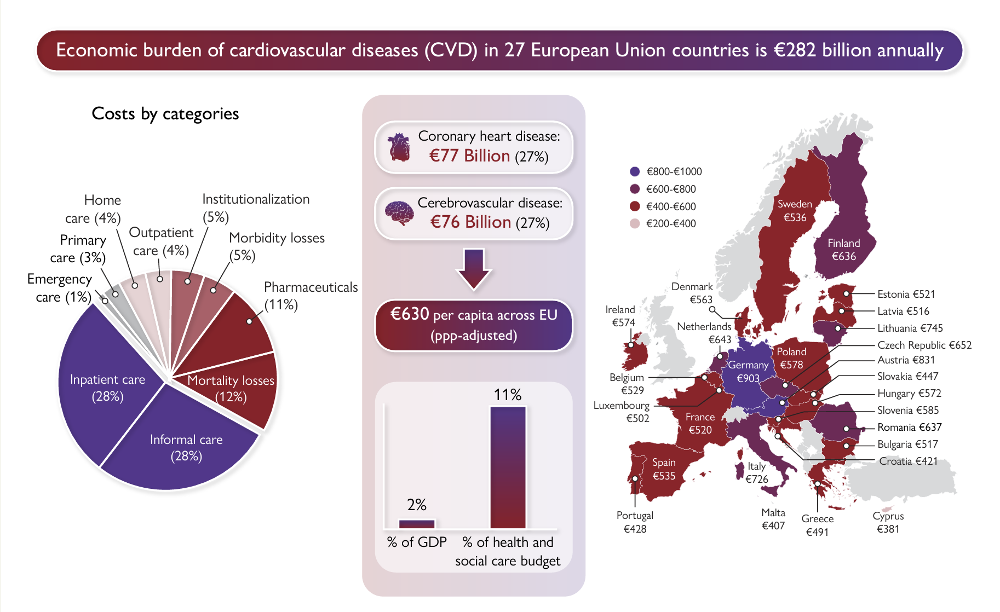 Economic burden of cardiovascular diseases (CVD) in 27 European Union countries is €282 billion annually
Costs by categories
Home
care (4%)
Institutionalization
(5%)
Outpatient
care (4%)
Primary
care (3%)
Morbidity losses
(5%)
Emergency
care (1%)
Pharmaceuticals
(11%)
Inpatient care
(28%)
Mortality losses
(12%)
Informal care
(28%)
Coronary heart disease:
€77 Billion (27%)
Cerebrovascular disease:
€76 Billion (27%)
€630 per capita across EU
(ppp-adjusted)
11%
2%
% of GDP
% of health and
social care budget
€800-€1000
€600-€800
€400-€600
€200-€400
Sweden
€536
Finland
€636
Denmark
€563
Ireland
€574
Netherlands
€643
Poland
€578
Germany
€903
Belgium
€529
Luxembourg
€502
France
€520
Spain
€535
Italy
€726
Portugal
€428
Malta
€407
Greece
€491
Cyprus
€381
Estonia €521
Latvia €516
Lithuania €745
Czech Republic €652
Austria €831
Slovakia €447
Hungary €572
Slovenia €585
Romania €637
Bulgaria €517
Croatia €421